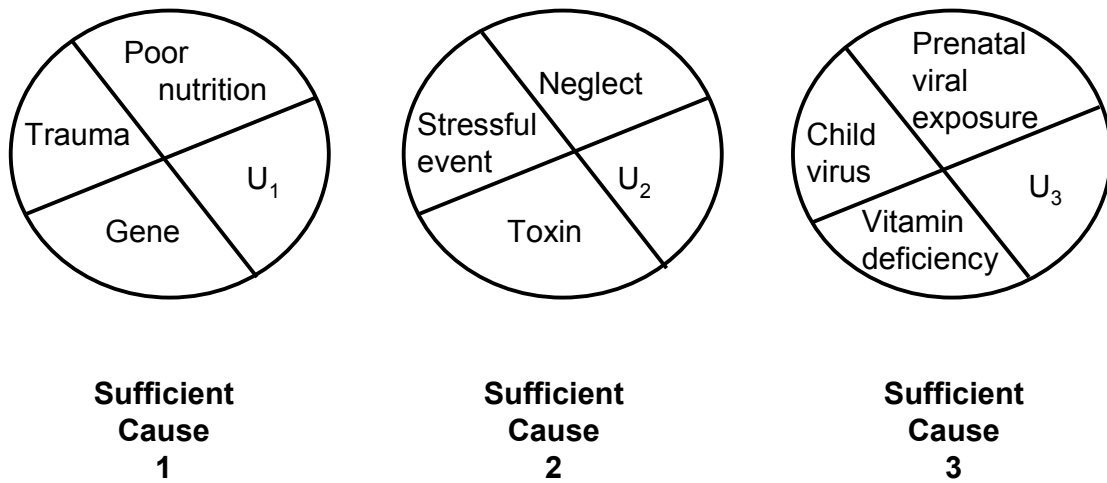 Poor
nutrition
Trauma
U1
Gene
Neglect
Stressful
event
U2
Toxin
Prenatal
viral
exposure
Child
virus
U3
Vitamin
deficiency
Sufficient
Cause
1
Sufficient
Cause
2
Sufficient
Cause
3